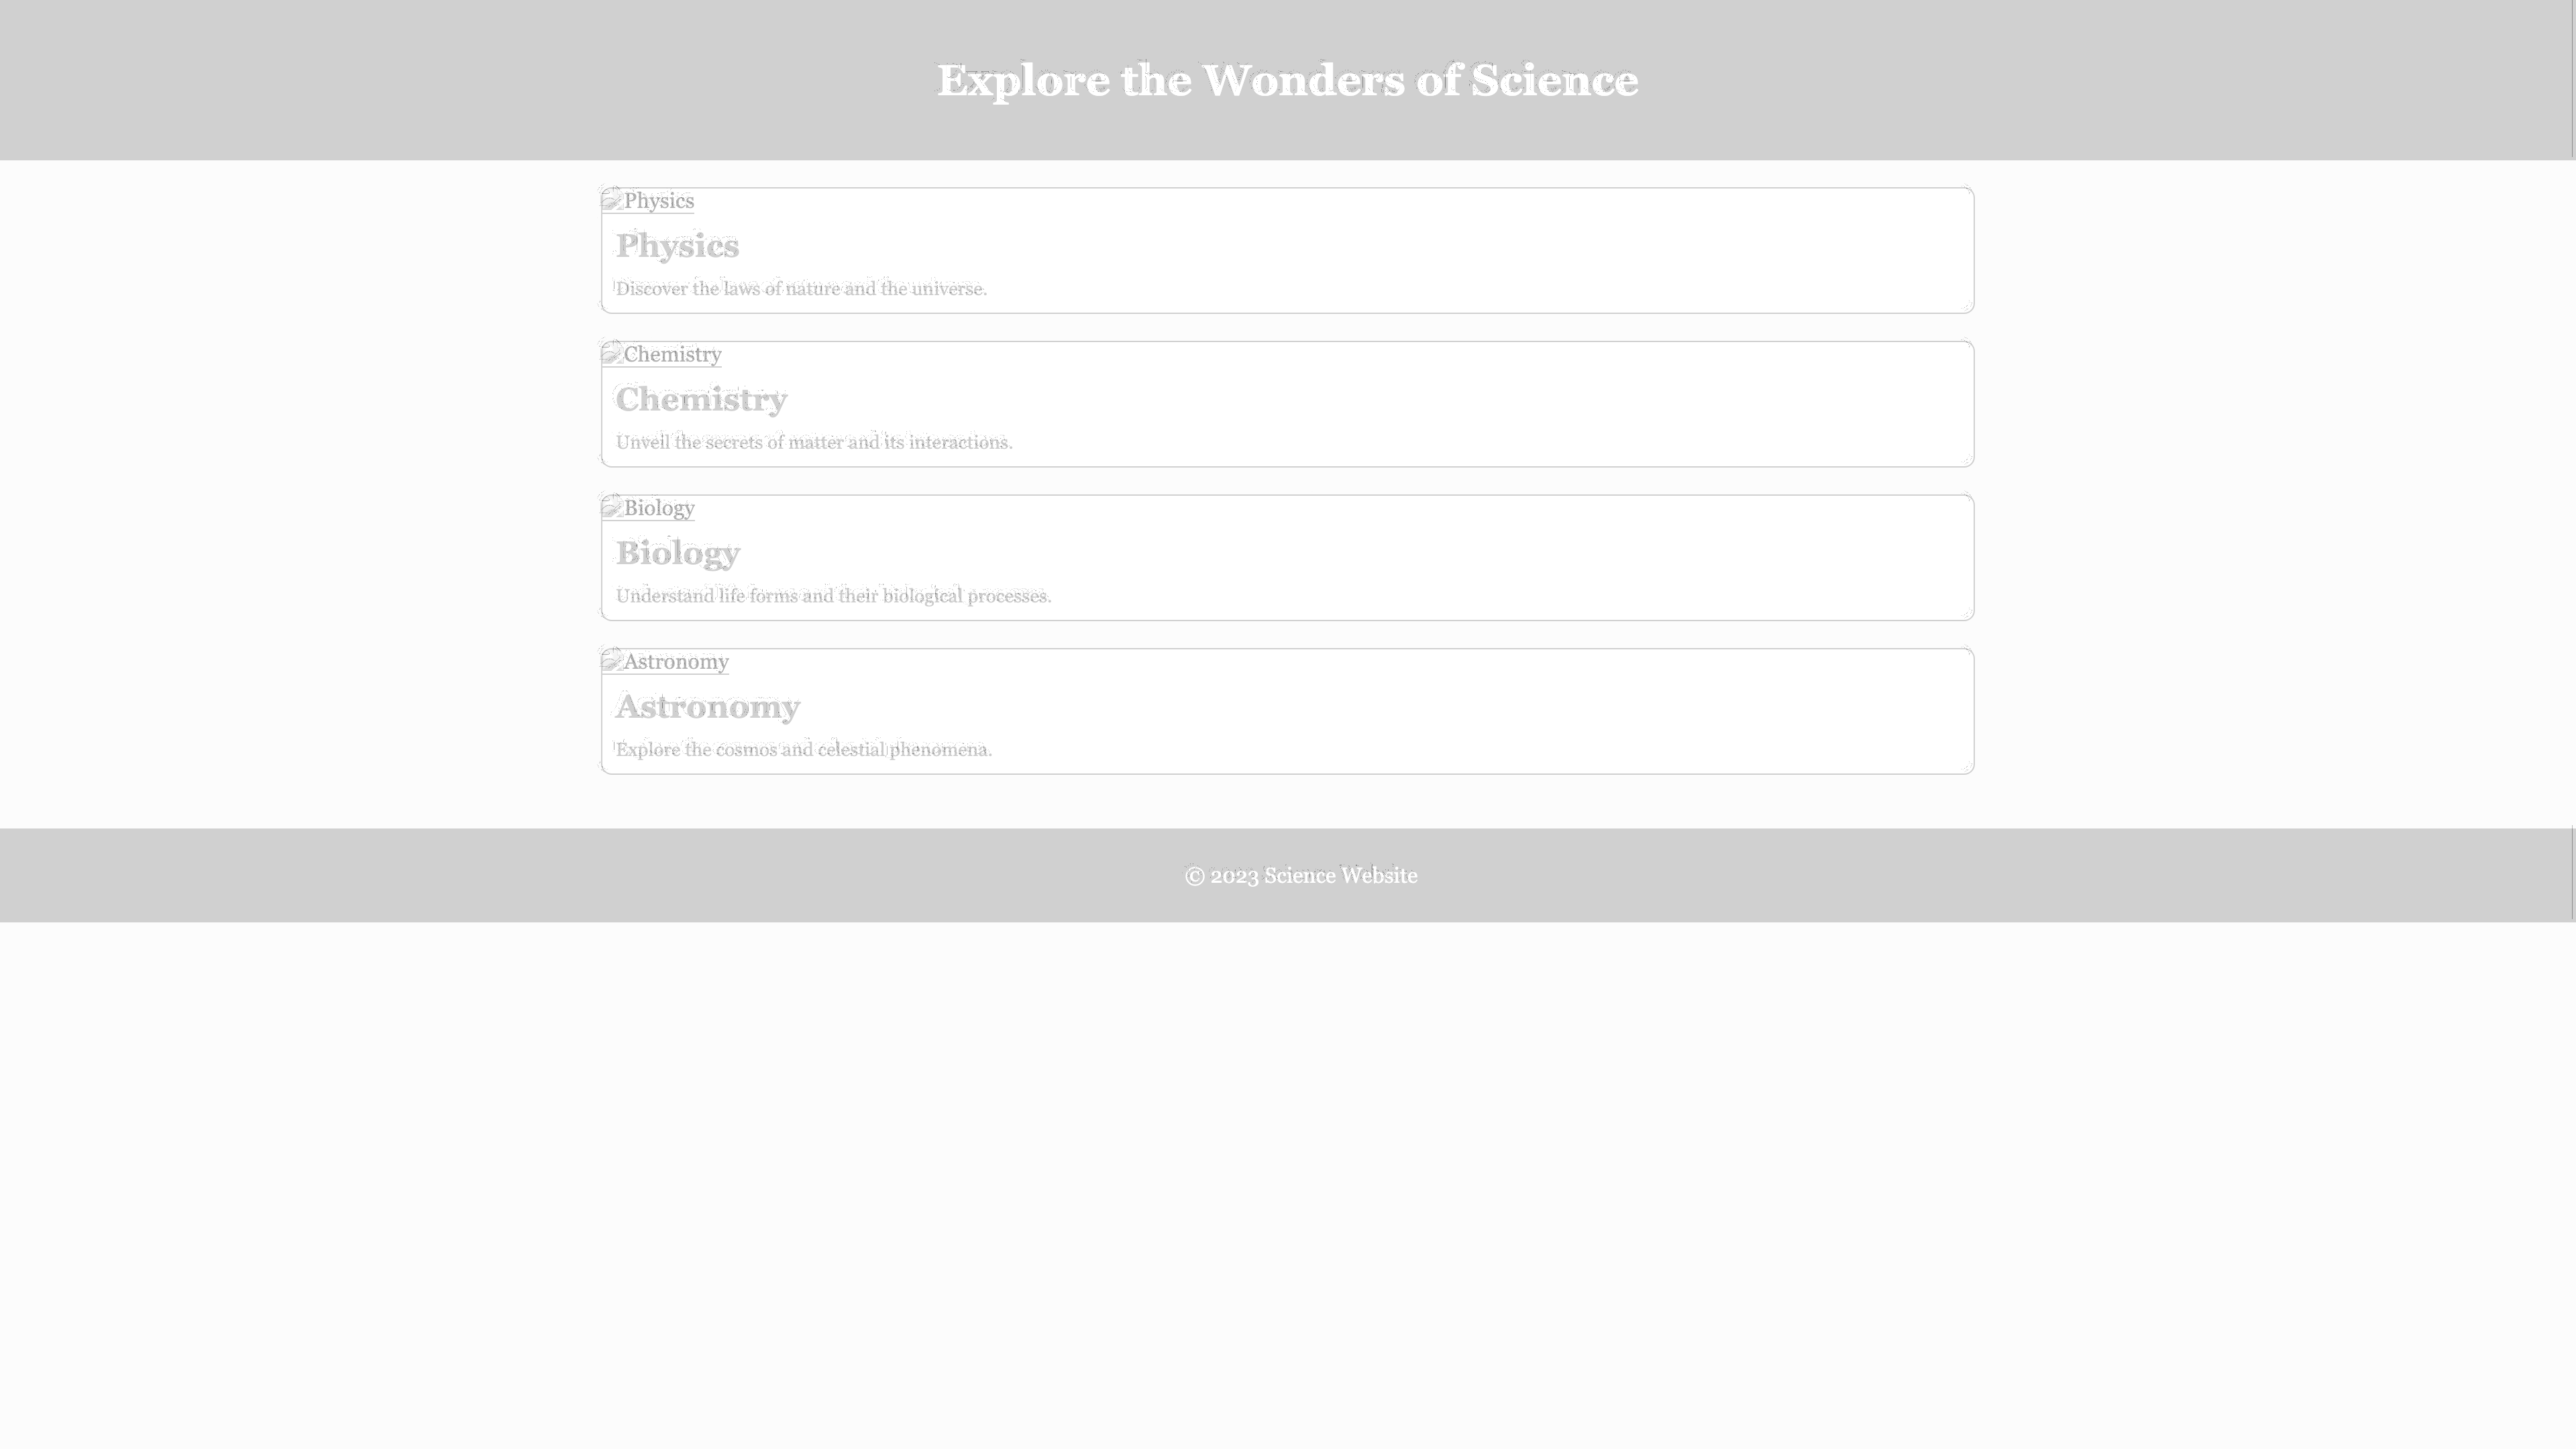 Explore the Wonders of Science
Physics
Physics
Discover the laws of nature and the universe.
Chemistry
Chemistry
Unveil the secrets of matter and its interactions.
Biology
Biology
Understand life forms and their biological processes.
Astronomy
Astronomy
Explore the cosmos and celestial phenomena.
© 2023 Science Website